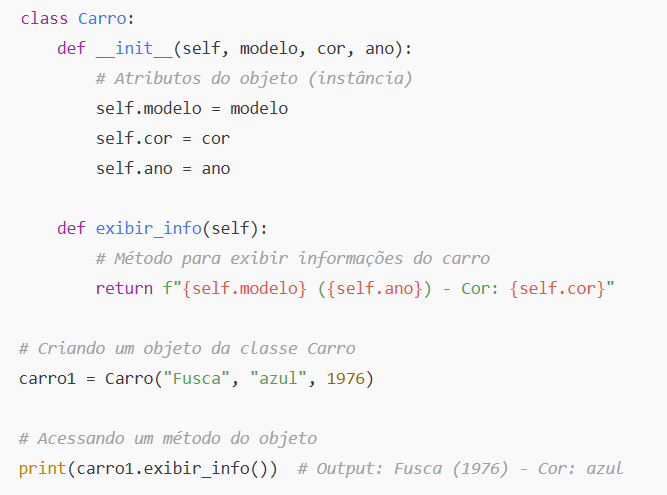 class Carro:
    def __init__(self, modelo, cor, ano):
        # Atributos do objeto (instância)
        self.modelo = modelo
        self.cor = cor
        self.ano = ano

    def exibir_info(self):
        # Método para exibir informações do carro
        return f"{self.modelo} ({self.ano}) - Cor: {self.cor}"

# Criando um objeto da classe Carro
carro1 = Carro("Fusca", "azul", 1976)

# Acessando um método do objeto
print(carro1.exibir_info())  # Output: Fusca (1976) - Cor: azul